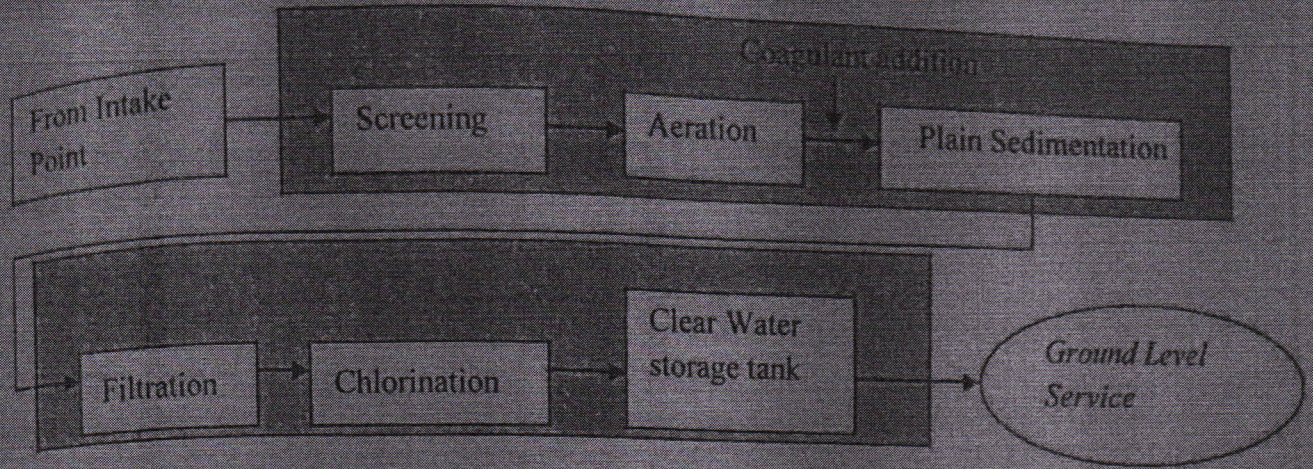 Coagulant addition
From Intake
Point
Screening
Aeration
Plain Sedimentation
Filtration
Chlorination
Clear Water
storage tank
Ground Level
Service